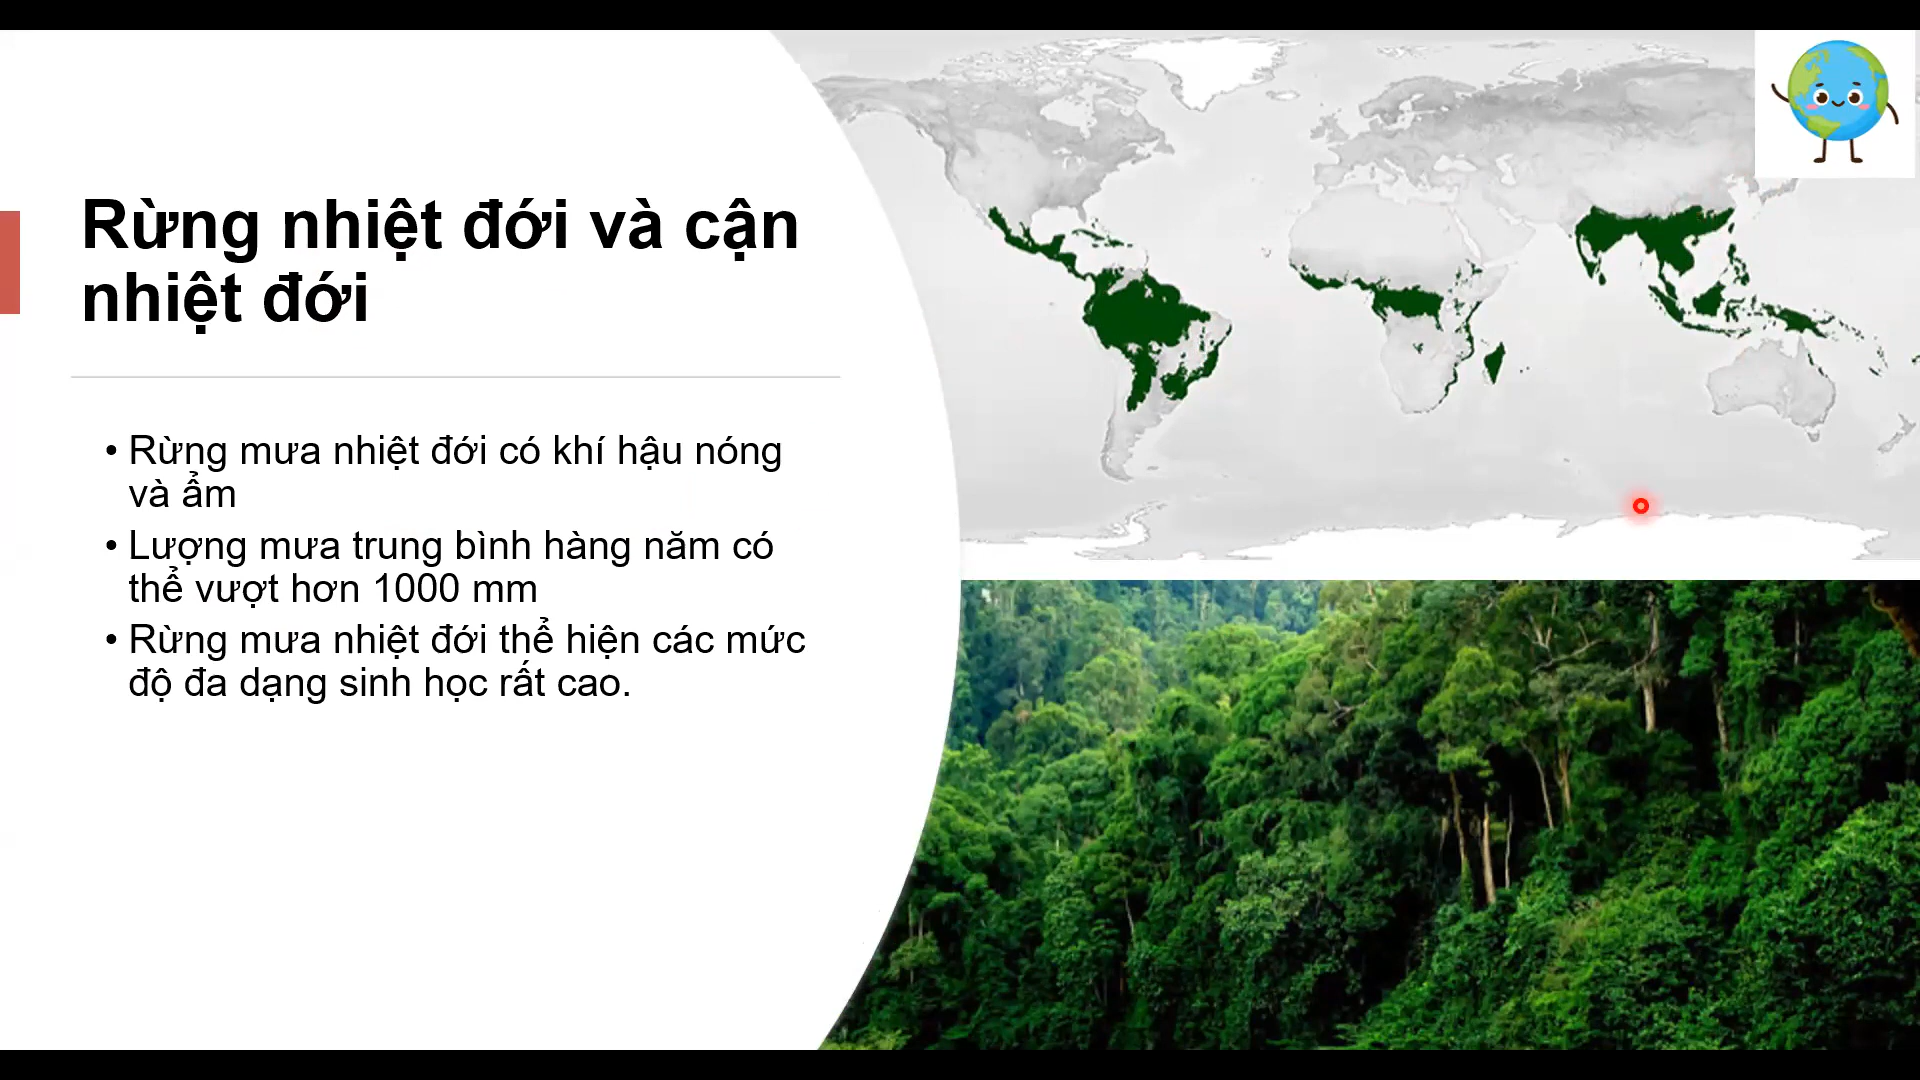 Rừng nhiệt đới và cận
nhiệt đới
• Rừng mưa nhiệt đới có khí hậu nóng
và ẩm
• Lượng mưa trung bình hàng năm có
thể vượt hơn 1000 mm
• Rừng mưa nhiệt đới thể hiện các mức
độ đa dạng sinh học rất cao.